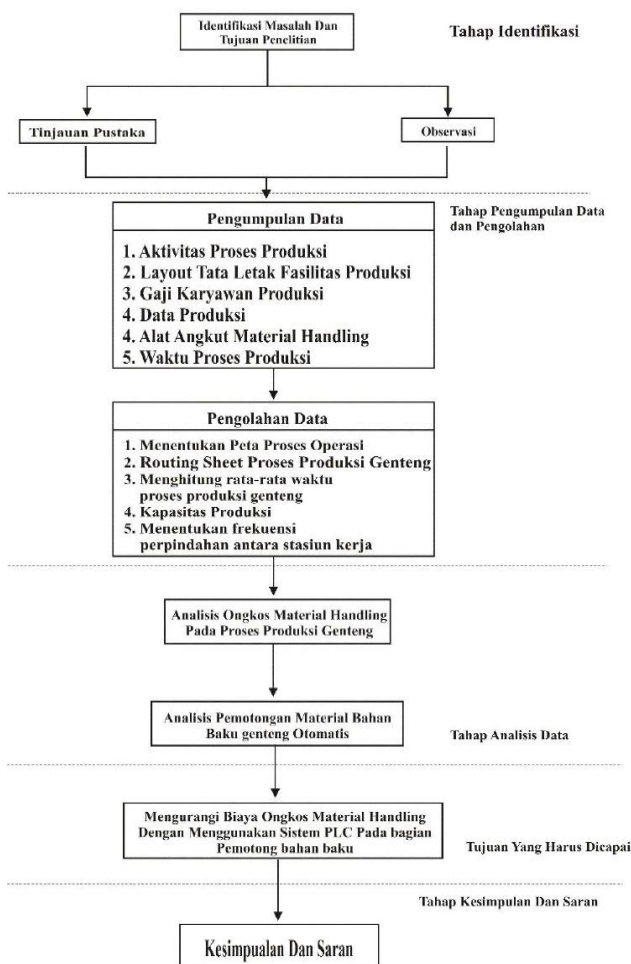 Identifikasi Masalah Dan
Tujuan Penelitian
Tahap Identifikasi
Tinjauan Pustaka
Observasi
Tahap Pengumpulan Data
dan Pengolahan
Pengumpulan Data
1. Aktivitas Proses Produksi
2. Layout Tata Letak Fasilitas Produksi
3. Gaji Karyawan Produksi
4. Data Produksi
4. Alat Angkut Material Handling
5. Waktu Proses Produksi
Pengolahan Data
1. Menentukan Peta Proses Operasi
2. Routing Sheet Proses Produksi Genteng
3. Menghitung rata-rata waktu
proses produksi genteng
4. Kapasitas Produksi
5. Menentukan frekuensi
perpindahan antara stasiun kerja
Analisis Ongkos Material Handling
Pada Proses Produksi Genteng
Analisis Pemotongan Material Bahan
Baku genteng Otomatis
Tahap Analisis Data
Mengurangi Biaya Ongkos Material Handling
Dengan Menggunakan Sistem PLC Pada bagian
Pemotong bahan baku
Tujuan Yang Harus Dicapai
Tahap Kesimpulan Dan Saran
Kesimpualan Dan Saran